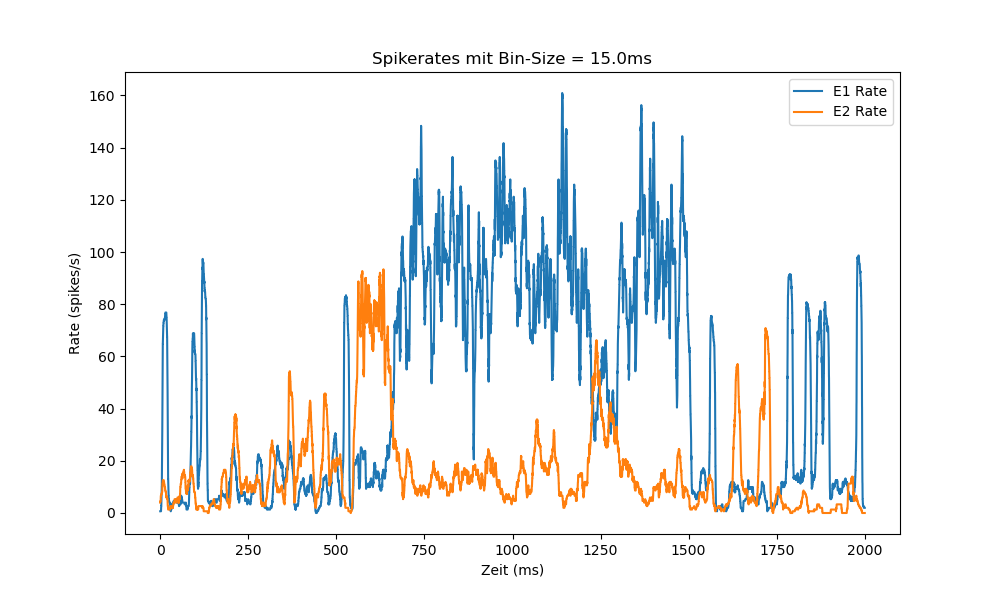 Spikerates mit Bin-Size = 15.0ms
E1 Rate
E2 Rate
Rate (spikes/s)
160
140
120
100
80
60
40
20
0
0 250 500 750 1000 1250 1500 1750 2000
Zeit (ms)